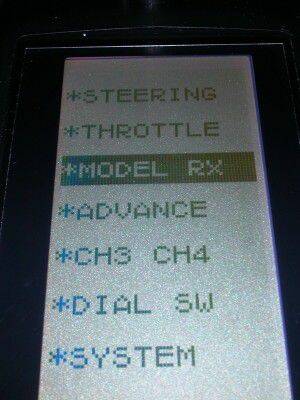 *STEERING
*THROTTLE
*MODEL RX
*ADVANCE
*CH3 CH4
*DIAL SW
*SYSTEM